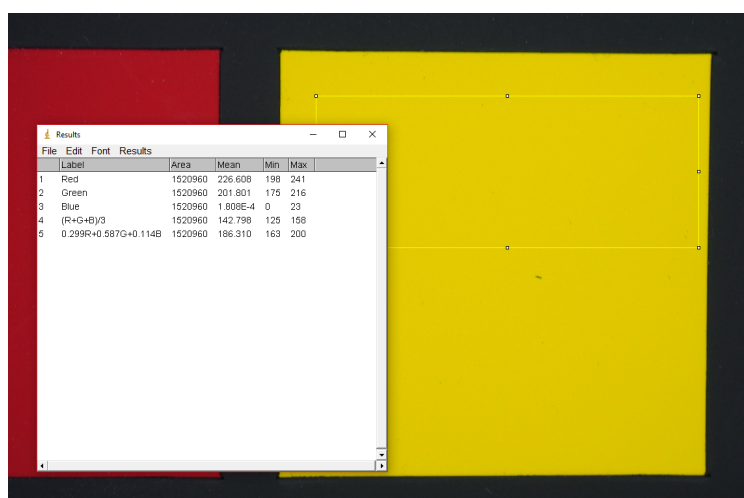 Results
File Edit Font Results
Label Area Mean Min Max
1 Red 1520960 226.608 198 241
2 Green 1520960 201.801 175 216
3 Blue 1520960 1.808E-4 0 23
4 (R+G+B)/3 1520960 142.798 125 158
5 0.299R+0.587G+0.114B 1520960 186.310 163 200